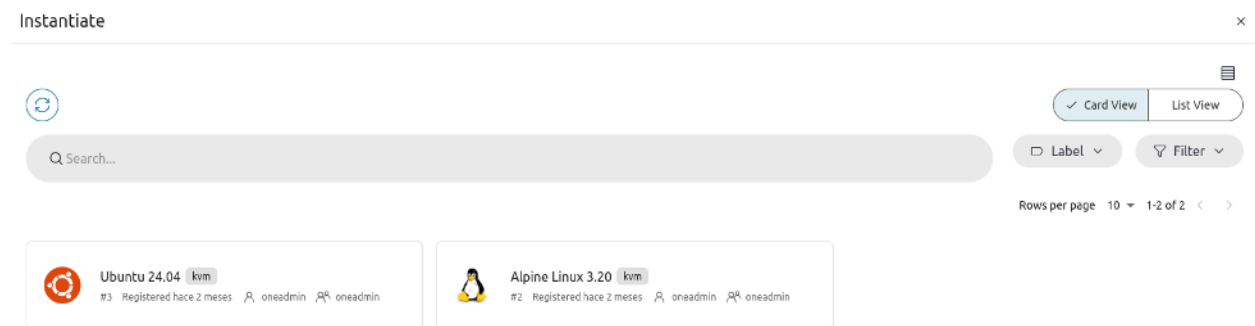 Instantiate
Card View List View
Search...
Label Filter
Rows per page 10 1-2 of 2
Ubuntu 24.04 kvm
#3 Registered hace 2 meses oneadmin oneadmin
Alpine Linux 3.20 kvm
#2 Registered hace 2 meses oneadmin oneadmin